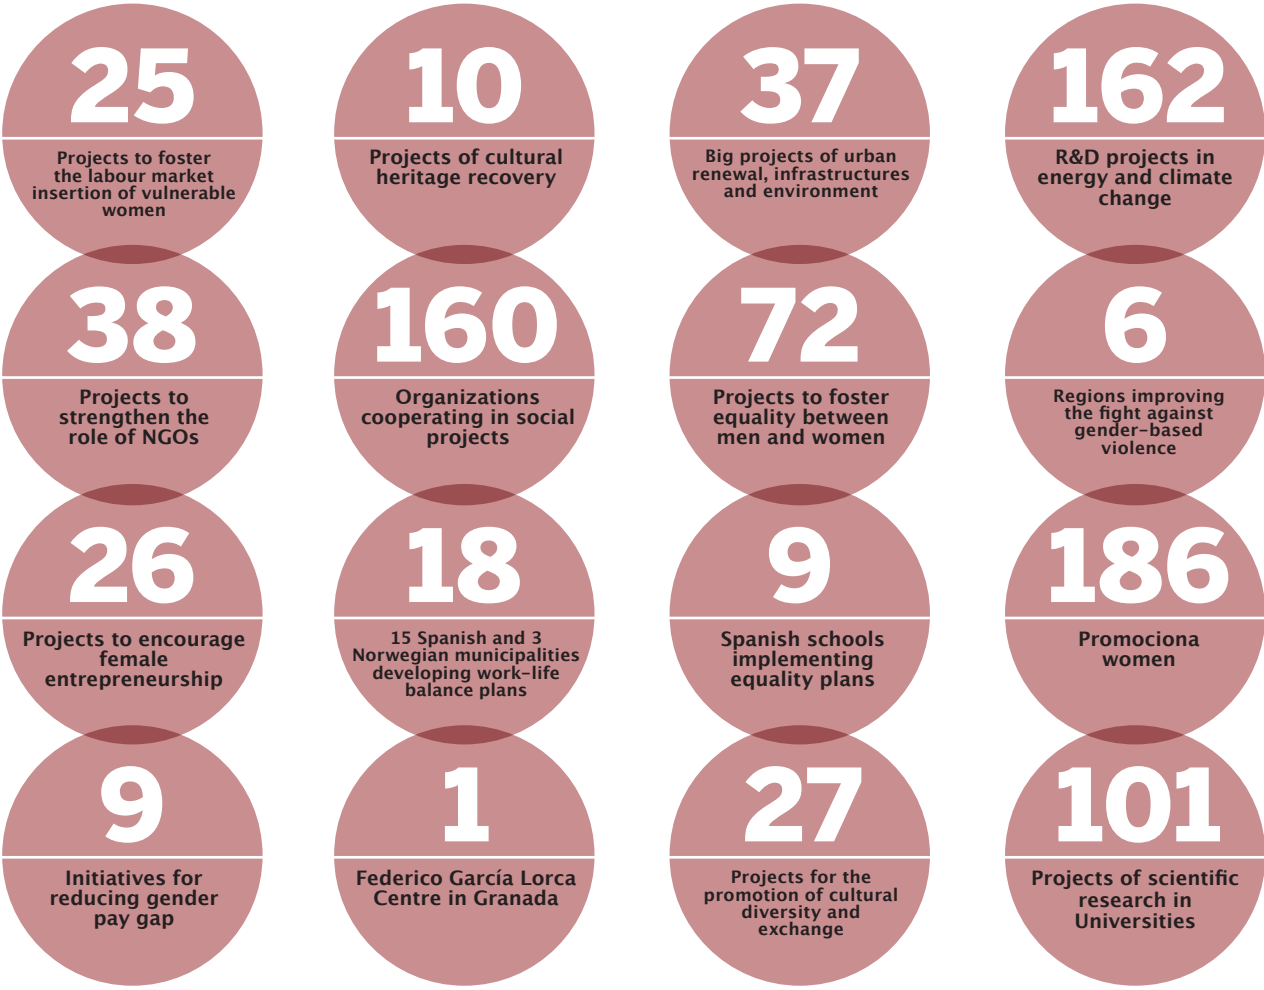 25
Projects to foster
the labour market
insertion of vulnerable
women
10
Projects of cultural
heritage recovery
37
Big projects of urban
renewal, infrastructures
and environment
162
R&D projects in
energy and climate
change
38
Projects to
strengthen the
role of NGOs
160
Organizations
cooperating in social
projects
72
Projects to foster
equality between
men and women
6
Regions improving
the fight against
gender-based
violence
26
Projects to encourage
female
entrepreneurship
18
15 Spanish and 3
Norwegian municipalities
developing work-life
balance plans
9
Spanish schools
implementing
equality plans
186
Promociona
women
9
Initiatives for
reducing gender
pay gap
1
Federico García Lorca
Centre in Granada
27
Projects for the
promotion of cultural
diversity and
exchange
101
Projects of scientific
research in
Universities